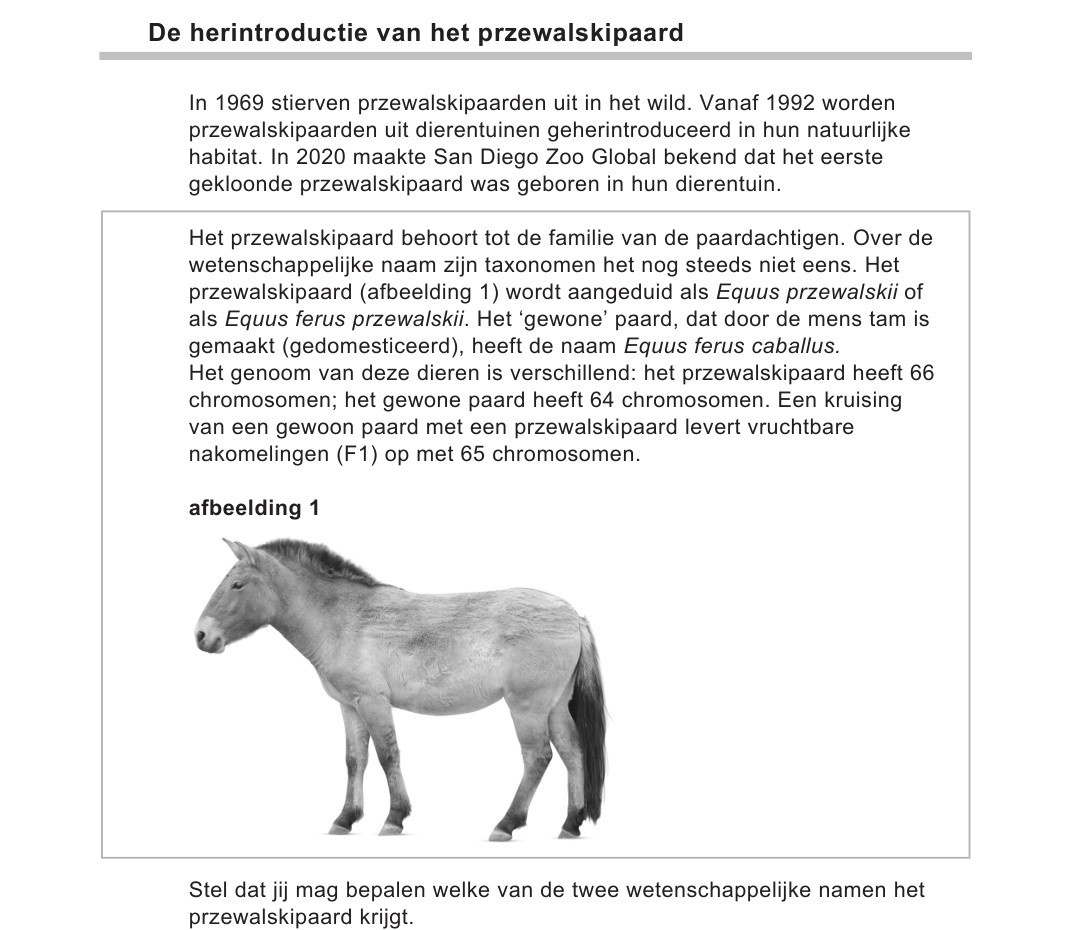 De herintroductie van het przewalskipaard
In 1969 stierven przewalskipaarden uit in het wild. Vanaf 1992 worden
przewalskipaarden uit dierentuinen geherintroduceerd in hun natuurlijke
habitat. In 2020 maakte San Diego Zoo Global bekend dat het eerste
gekloonde przewalskipaard was geboren in hun dierentuin.
Het przewalskipaard behoort tot de familie van de paardachtigen. Over de
wetenschappelijke naam zijn taxonomen het nog steeds niet eens. Het
przewalskipaard (afbeelding 1) wordt aangeduid als Equus przewalskii of
als Equus ferus przewalskii. Het ‘gewone’ paard, dat door de mens tam is
gemaakt (gedomesticeerd), heeft de naam Equus ferus caballus.
Het genoom van deze dieren is verschillend: het przewalskipaard heeft 66
chromosomen; het gewone paard heeft 64 chromosomen. Een kruising
van een gewoon paard met een przewalskipaard levert vruchtbare
nakomelingen (F1) op met 65 chromosomen.
afbeelding 1
Stel dat jij mag bepalen welke van de twee wetenschappelijke namen het
przewalskipaard krijgt.